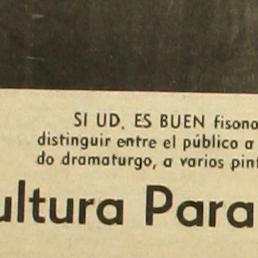 SI UD. ES BUEN fisono
distinguir entre el público a
do dramaturgo, a varios pint
ultura Para